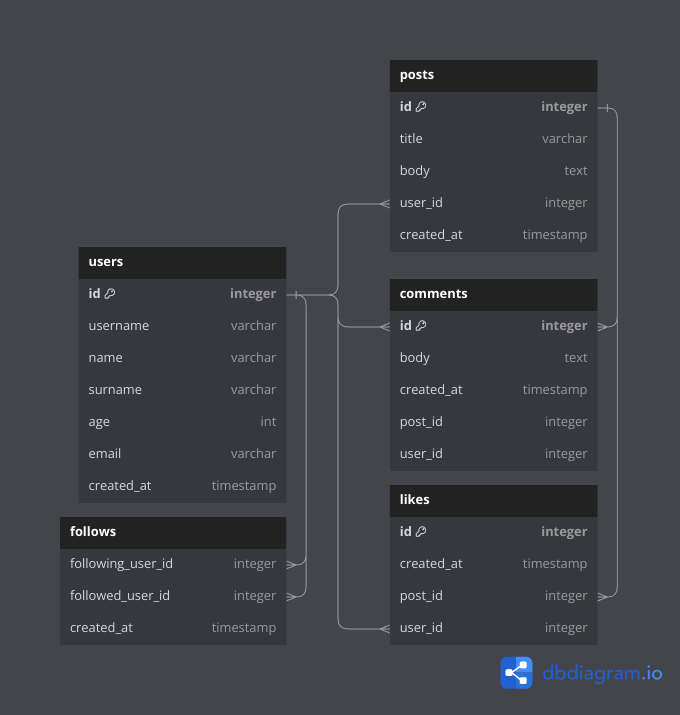 posts
id integer
title varchar
body text
user_id integer
created_at timestamp
users
id integer
username varchar
name varchar
surname varchar
age int
email varchar
created_at timestamp
comments
id integer
body text
created_at timestamp
post_id integer
user_id integer
likes
id integer
created_at timestamp
post_id integer
user_id integer
follows
following_user_id integer
followed_user_id integer
created_at timestamp
dbdiagram.io